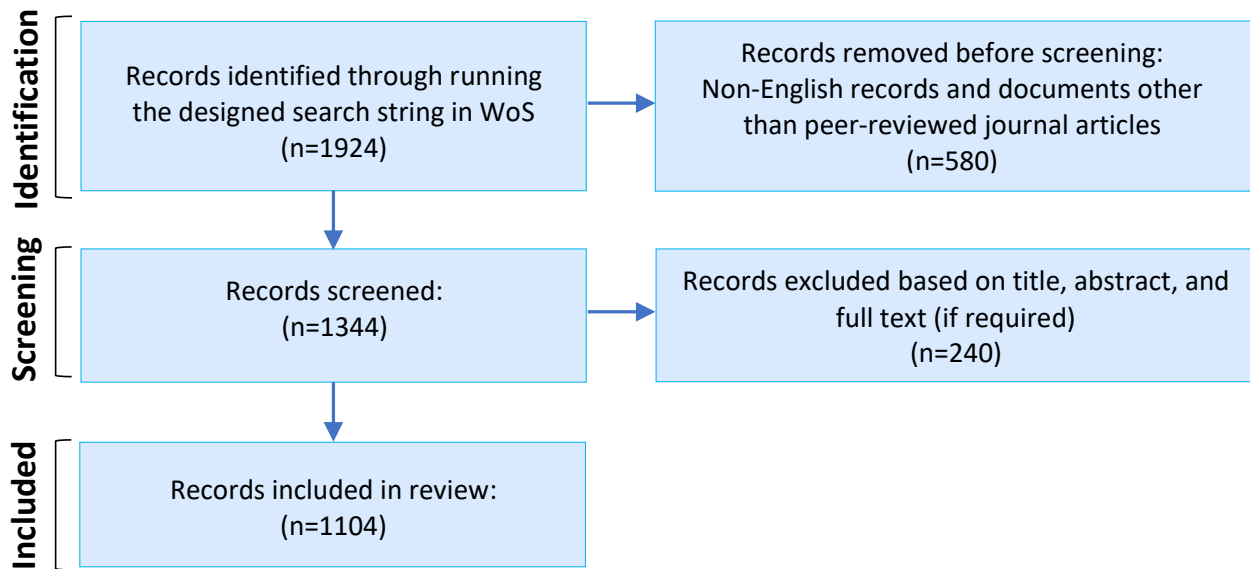 Identification
Records identified through running
the designed search string in WoS
(n=1924)
Records removed before screening:
Non-English records and documents other
than peer-reviewed journal articles
(n=580)
Screening
Records screened:
(n=1344)
Records excluded based on title, abstract, and
full text (if required)
(n=240)
Included
Records included in review:
(n=1104)